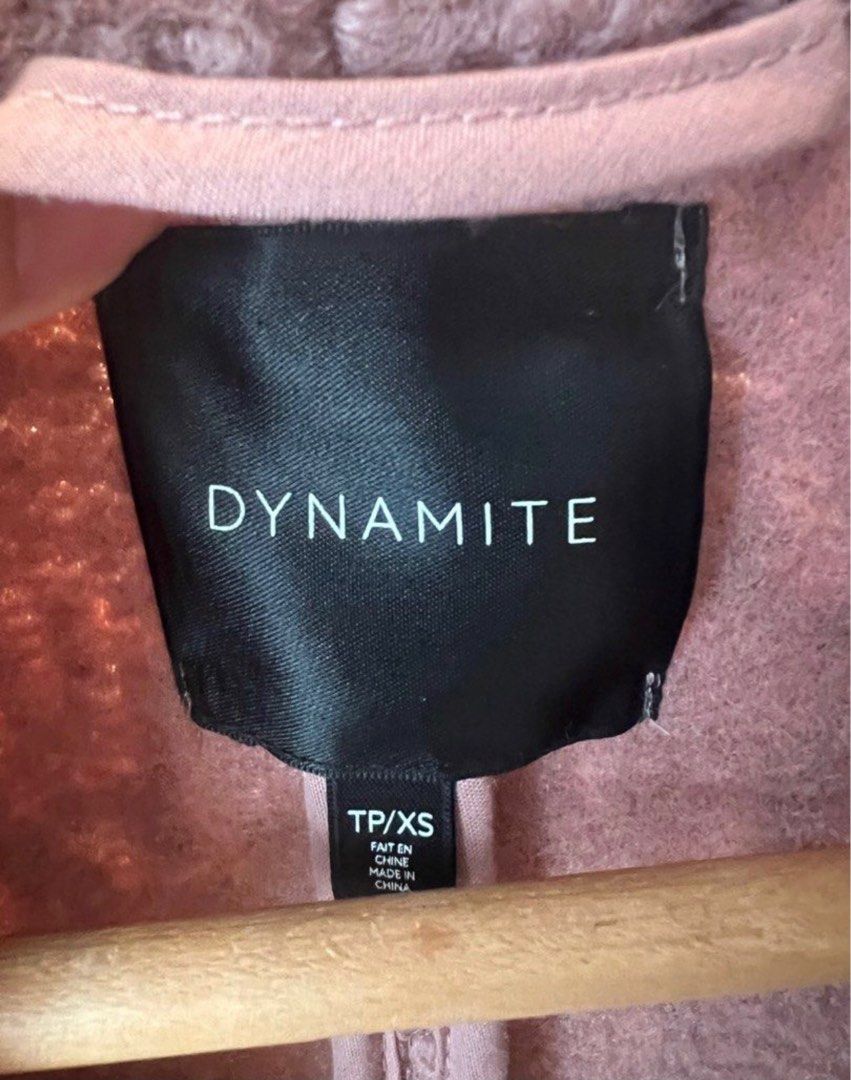 DYNAMITE
TP/XS
FAIT EN
CHINE
MADE IN
CHINA